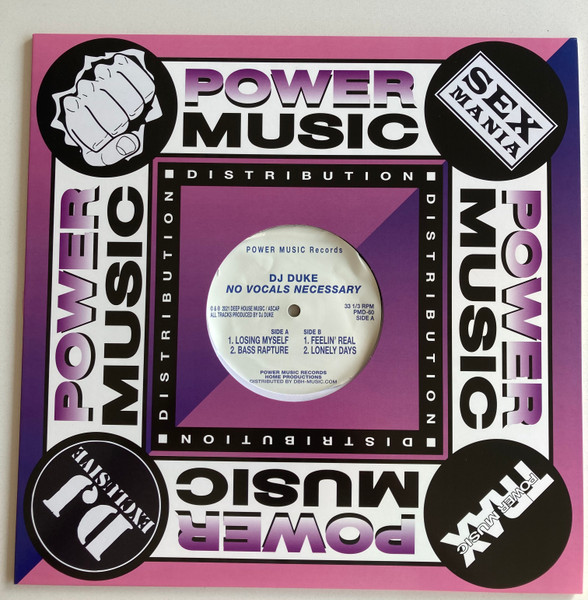 POWER
MUSIC
SEX
MANIA
DISTRIBUTION
POWER
MUSIC
DISTRIBUTION
POWER MUSIC Records
DJ DUKE
NO VOCALS NECESSARY
℗ & © 2021 DEEP HOUSE MUSIC / ASCAP
ALL TRACKS PRODUCED BY DJ DUKE
33 1/3 RPM
PMD-60
SIDE A
SIDE A
1. LOSING MYSELF
2. BASS RAPTURE
SIDE B
1. FEELIN' REAL
2. LONELY DAYS
POWER MUSIC RECORDS
HOME PRODUCTIONS
DISTRIBUTED BY DBH-MUSIC.COM
DISTRIBUTION
POWER
MUSIC
DISTRIBUTION
DJ
EXCLUSIVE
POWER
MUSIC
TRAX
POWER MUSIC